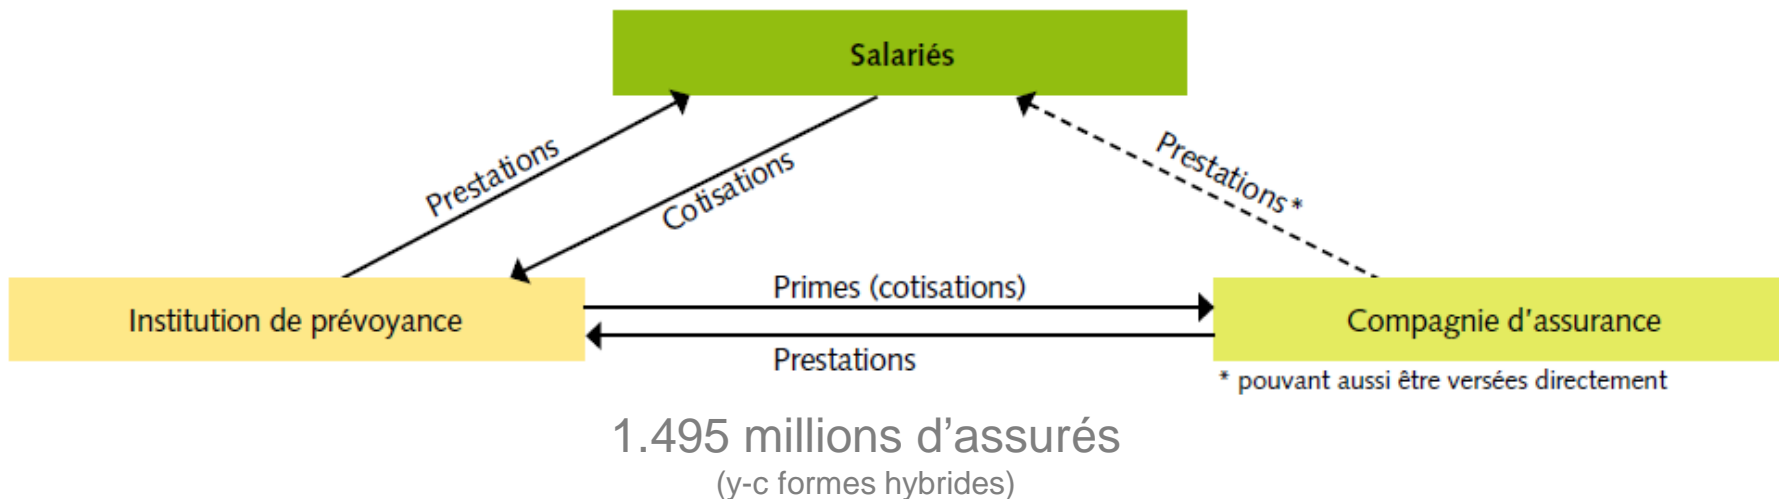 Salariés
Prestations
Cotisations
Prestations*
Institution de prévoyance
Primes (cotisations)
Prestations
Compagnie d’assurance
* pouvant aussi être versées directement
1.495 millions d’assurés
(y-c formes hybrides)